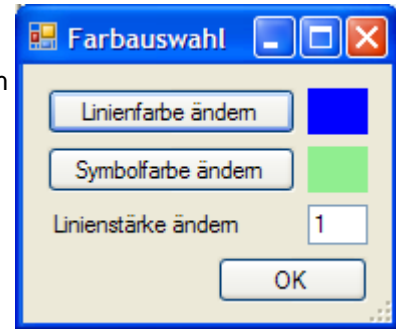 Farbauswahl
n
Linienfarbe ändern
Symbolfarbe ändern
Linienstärke ändern 1
OK